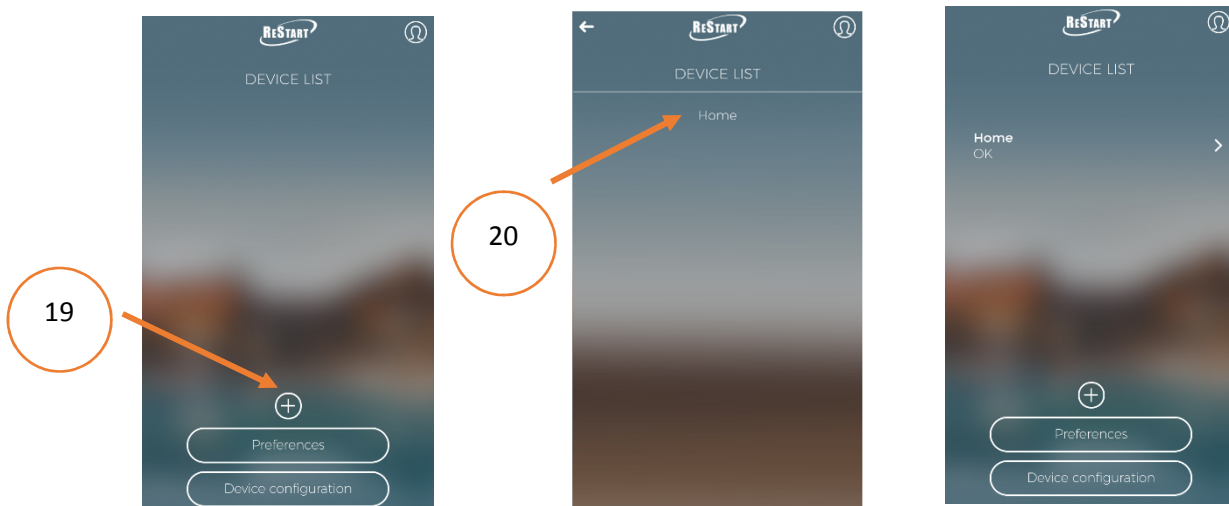 RESTART
DEVICE LIST
19
Preferences
Device configuration
RESTART
DEVICE LIST
Home
20
RESTART
DEVICE LIST
Home
OK
Preferences
Device configuration